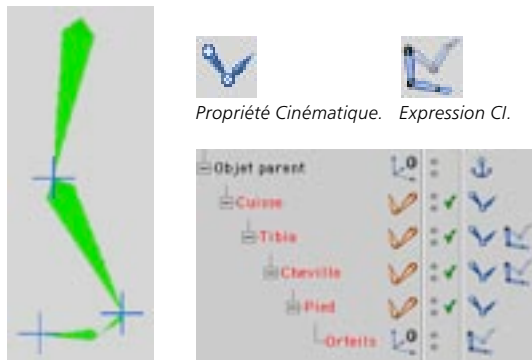 Propriété Cinématique. Expression CI.
Objet parent
Cuisse
Tibia
Cheville
Pied
Orteils